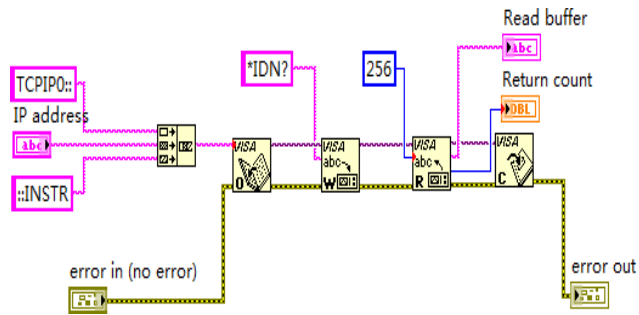 Read buffer
abc
TCPIP0::
*IDN?
256
Return count
DBL
IP address
abc
VISA
O
VISA
abc
W
VISA
abc
R
VISA
C
::INSTR
error in (no error)
error out